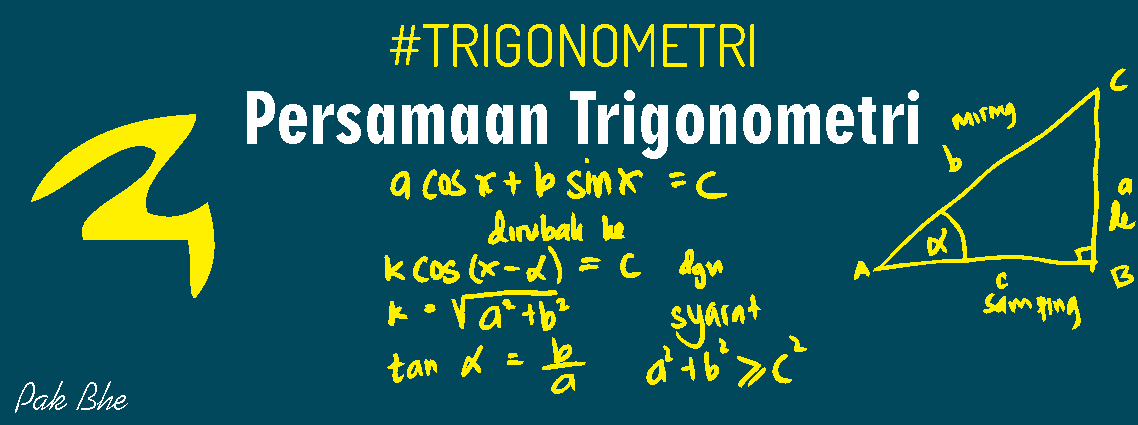 #TRIGONOMETRI
Persamaan Trigonometri
a cos x + b sin x = c
dirubah ke
k cos (x - α) = c dgn
k = √a² + b² syarat
tan α = b/a a² + b² ≥ c²
C
miring
b
a
de
α
A
c
B
samping
Pak Bhe